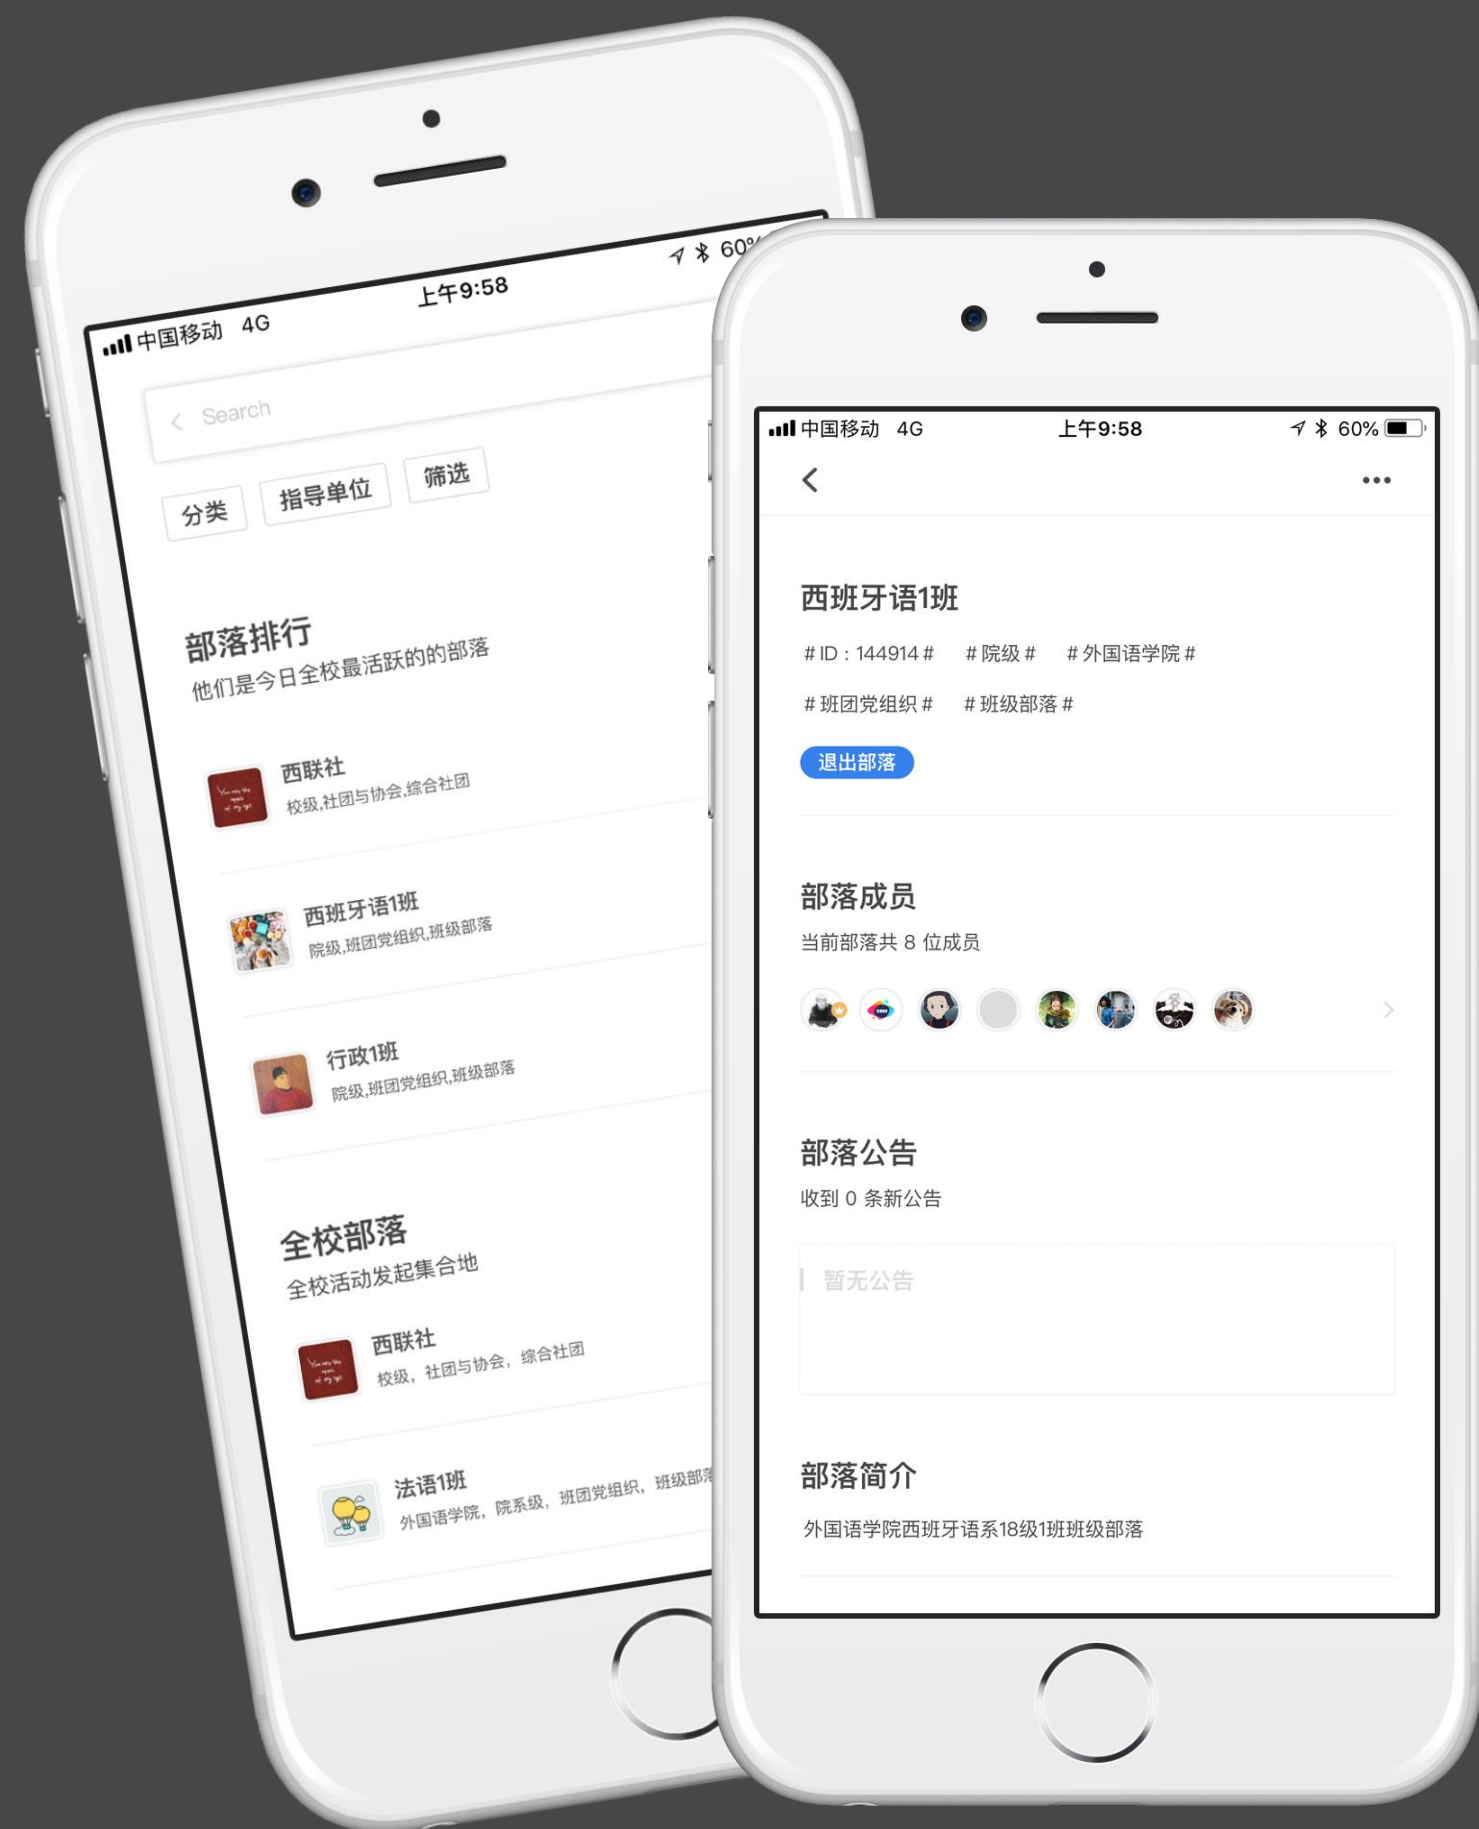 中国移动 4G 上午9:58 60%
Search
分类 指导单位 筛选
部落排行
他们是今日全校最活跃的的部落
西联社
校级,社团与协会,综合社团
西班牙语1班
院级,班团党组织,班级部落
行政1班
院级,班团党组织,班级部落
全校部落
全校活动发起集合地
西联社
校级，社团与协会，综合社团
法语1班
外国语学院，院系级，班团党组织，班级部落
中国移动 4G 上午9:58 60%
西班牙语1班
#ID：144914# #院级# #外国语学院#
#班团党组织# #班级部落#
退出部落
部落成员
当前部落共 8 位成员
部落公告
收到 0 条新公告
暂无公告
部落简介
外国语学院西班牙语系18级1班班级部落